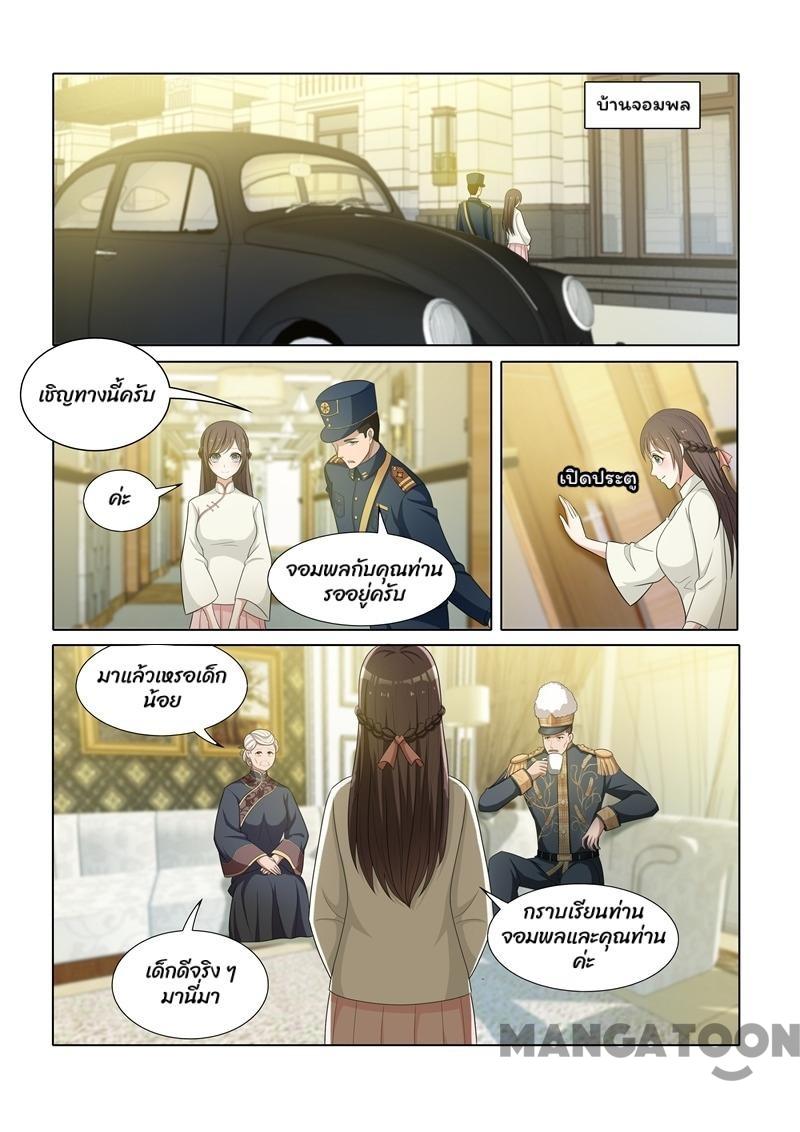 บ้านจอมพล
เชิญทางนี้ครับ
ค่ะ
จอมพลกับคุณท่าน
รออยู่ครับ
เปิดประตู
มาแล้วเหรอเด็ก
น้อย
กราบเรียนท่าน
จอมพลและคุณท่าน
ค่ะ
เด็กดีจริง ๆ
มานี่มา
MANGATOON